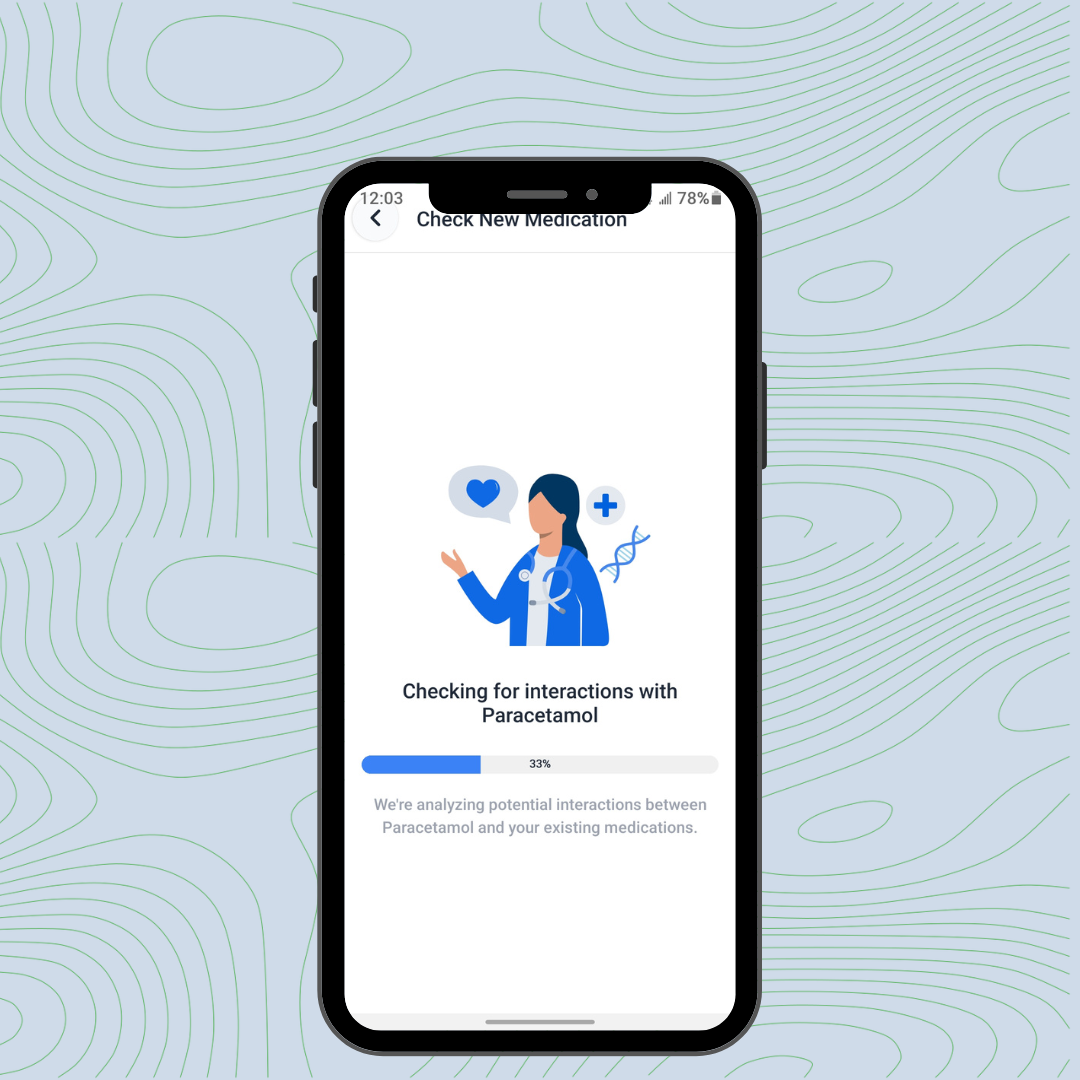 12:03
78%
Check New Medication
Checking for interactions with
Paracetamol
33%
We're analyzing potential interactions between
Paracetamol and your existing medications.